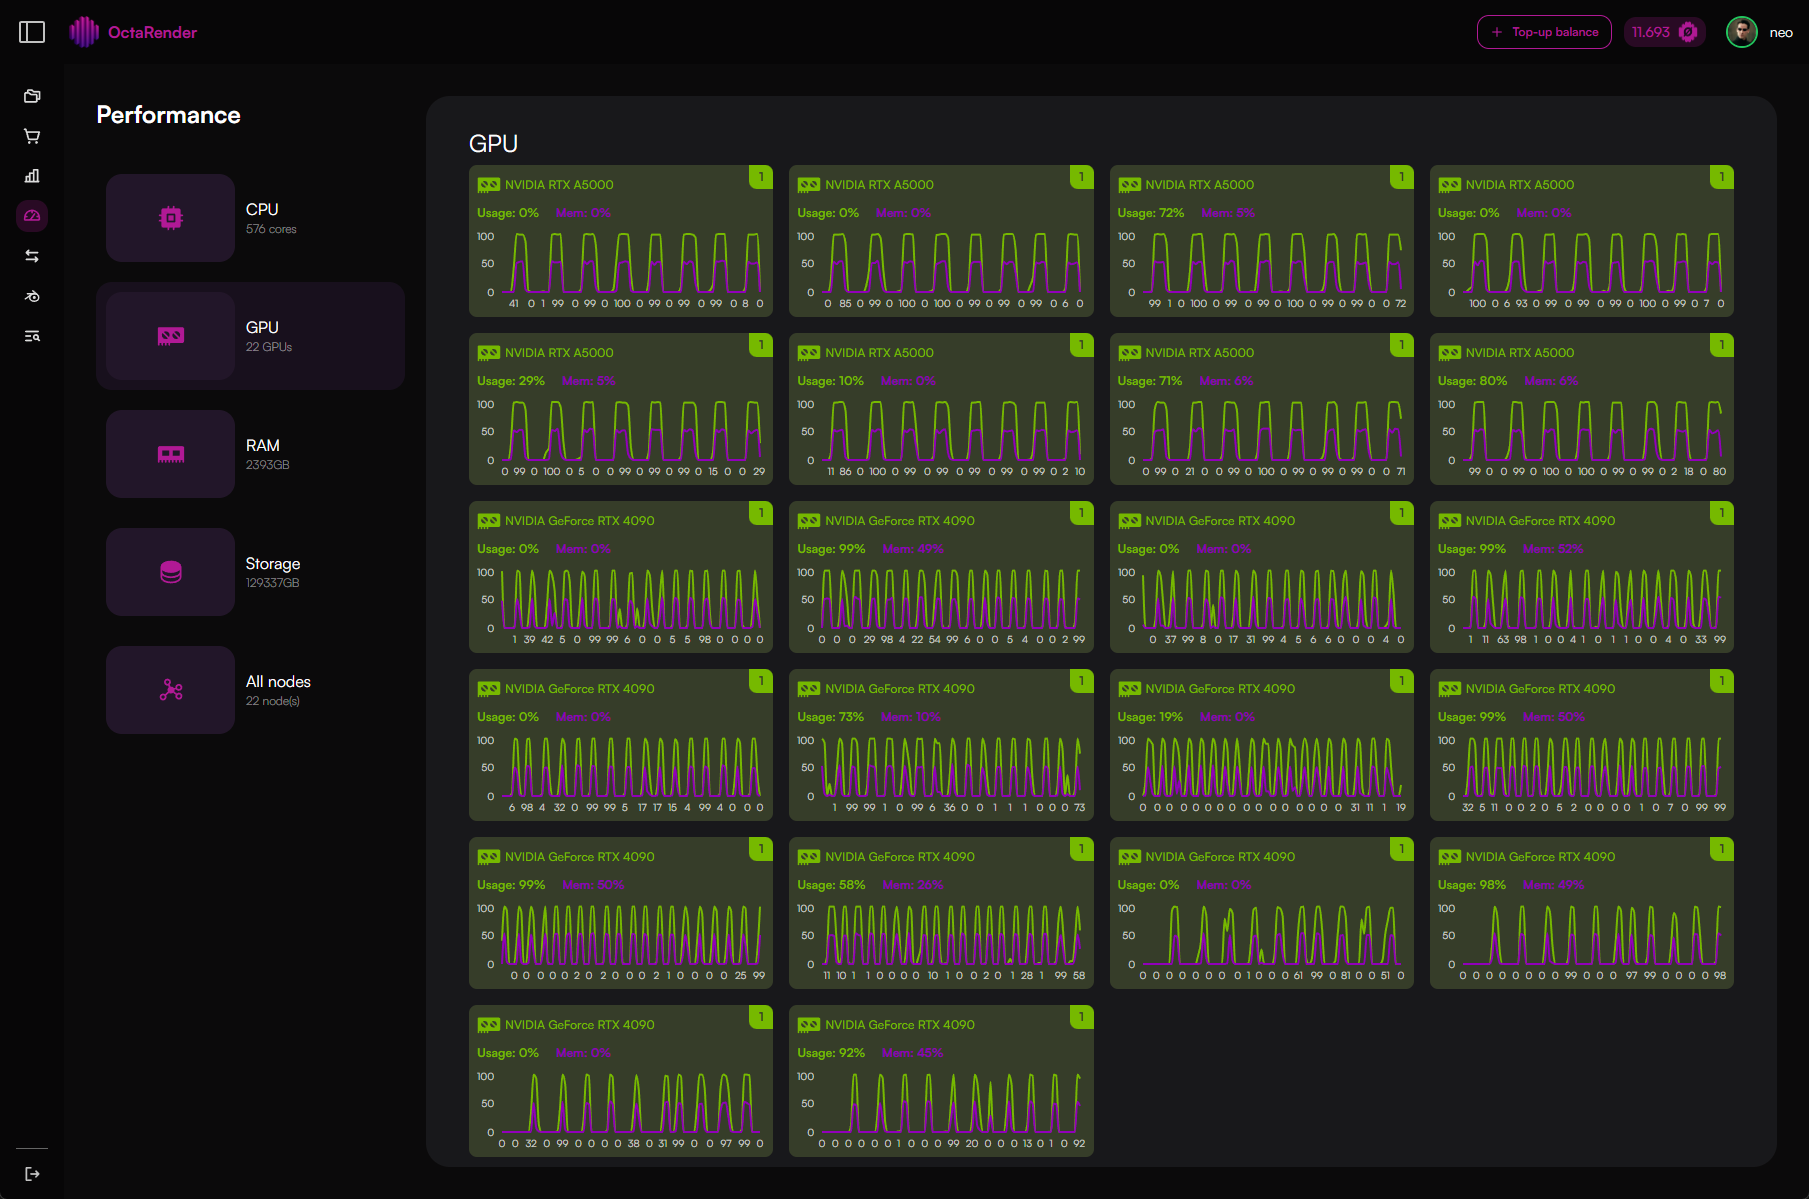 OctaRender
Top-up balance
11.693
neo
Performance
CPU
576 cores
GPU
22 GPUs
RAM
2393GB
Storage
129337GB
All nodes
22 node(s)
GPU
NVIDIA RTX A5000 1
Usage: 0% Mem: 0%
100
50
0
41 0 1 99 0 99 0 100 0 99 0 99 0 99 0 8 0
NVIDIA RTX A5000 1
Usage: 0% Mem: 0%
100
50
0
0 85 0 99 0 100 0 100 0 99 0 99 0 99 0 6 0
NVIDIA RTX A5000 1
Usage: 72% Mem: 5%
100
50
0
99 1 0 100 0 99 0 99 0 100 0 99 0 99 0 0 72
NVIDIA RTX A5000 1
Usage: 0% Mem: 0%
100
50
0
100 0 6 93 0 99 0 99 0 99 0 100 0 99 0 7 0
NVIDIA RTX A5000 1
Usage: 29% Mem: 5%
100
50
0
0 99 0 100 0 5 0 0 99 0 99 0 99 0 15 0 0 29
NVIDIA RTX A5000 1
Usage: 10% Mem: 0%
100
50
0
11 86 0 100 0 99 0 99 0 99 0 99 0 99 0 2 10
NVIDIA RTX A5000 1
Usage: 71% Mem: 6%
100
50
0
0 99 0 21 0 0 99 0 100 0 99 0 99 0 99 0 0 71
NVIDIA RTX A5000 1
Usage: 80% Mem: 6%
100
50
0
99 0 0 99 0 100 0 100 0 99 0 99 0 2 18 0 80
NVIDIA GeForce RTX 4090 1
Usage: 0% Mem: 0%
100
50
0
1 39 42 5 0 99 99 6 0 0 5 5 98 0 0 0 0
NVIDIA GeForce RTX 4090 1
Usage: 99% Mem: 49%
100
50
0
0 0 0 29 98 4 22 54 99 6 0 0 5 4 0 0 2 99
NVIDIA GeForce RTX 4090 1
Usage: 0% Mem: 0%
100
50
0
0 37 99 8 0 17 31 99 4 5 6 6 0 0 0 4 0
NVIDIA GeForce RTX 4090 1
Usage: 99% Mem: 52%
100
50
0
1 11 63 98 1 0 0 4 1 0 1 1 0 0 4 0 33 99
NVIDIA GeForce RTX 4090 1
Usage: 0% Mem: 0%
100
50
0
6 98 4 32 0 99 99 5 17 17 15 4 99 4 0 0 0
NVIDIA GeForce RTX 4090 1
Usage: 73% Mem: 10%
100
50
0
1 99 99 1 0 99 6 36 0 0 1 1 1 0 0 0 73
NVIDIA GeForce RTX 4090 1
Usage: 19% Mem: 0%
100
50
0
0 0 0 0 0 0 0 0 0 0 0 0 0 0 0 0 31 11 1 19
NVIDIA GeForce RTX 4090 1
Usage: 99% Mem: 50%
100
50
0
32 5 11 0 0 2 0 5 2 0 0 0 0 1 0 7 0 99 99
NVIDIA GeForce RTX 4090 1
Usage: 99% Mem: 50%
100
50
0
0 0 0 0 0 2 0 2 0 0 0 2 1 0 0 0 0 25 99
NVIDIA GeForce RTX 4090 1
Usage: 58% Mem: 26%
100
50
0
11 10 1 1 0 0 0 0 10 1 0 0 2 0 1 28 1 99 58
NVIDIA GeForce RTX 4090 1
Usage: 0% Mem: 0%
100
50
0
0 0 0 0 0 0 0 0 1 0 0 0 61 99 0 81 0 0 51 0
NVIDIA GeForce RTX 4090 1
Usage: 98% Mem: 49%
100
50
0
0 0 0 0 0 0 0 0 99 0 0 0 97 99 0 0 0 0 98
NVIDIA GeForce RTX 4090 1
Usage: 0% Mem: 0%
100
50
0
0 0 32 0 99 0 0 0 0 38 0 31 99 0 0 97 99 0
NVIDIA GeForce RTX 4090 1
Usage: 92% Mem: 45%
100
50
0
0 0 0 0 0 0 1 0 0 0 99 20 0 0 0 13 0 1 0 92